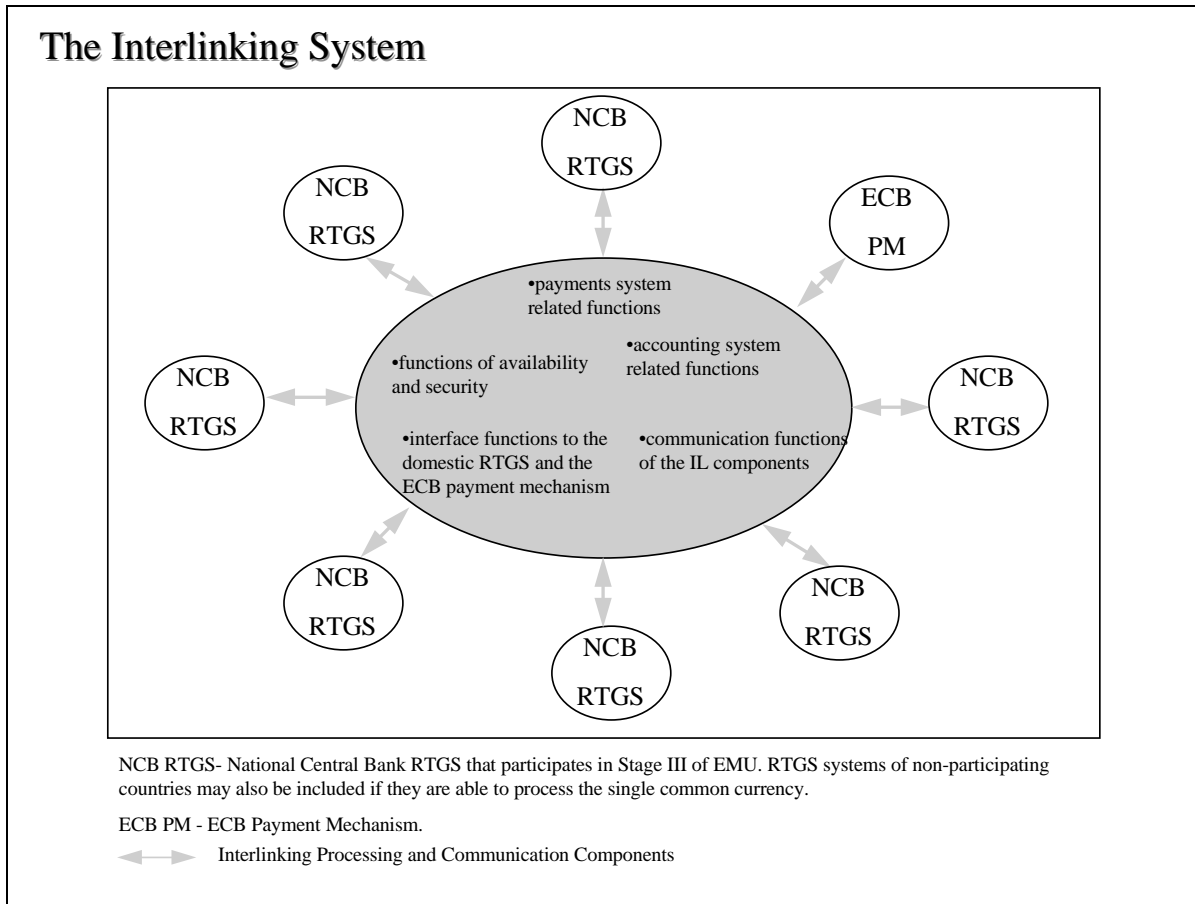 The Interlinking System
NCB
RTGS
NCB
RTGS
ECB
PM
•payments system
related functions
•accounting system
related functions
•functions of availability
and security
NCB
RTGS
NCB
RTGS
•interface functions to the
domestic RTGS and the
ECB payment mechanism
•communication functions
of the IL components
NCB
RTGS
NCB
RTGS
NCB
RTGS
NCB RTGS- National Central Bank RTGS that participates in Stage III of EMU. RTGS systems of non-participating
countries may also be included if they are able to process the single common currency.
ECB PM - ECB Payment Mechanism.
Interlinking Processing and Communication Components